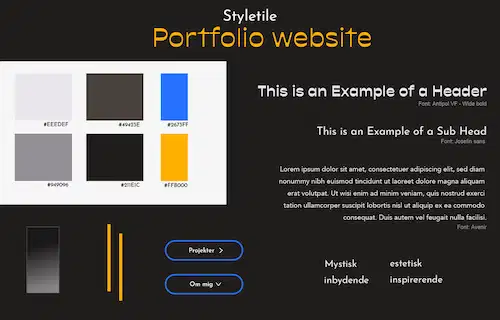 Styletile
Portfolio website
#EEEDEF
#49453E
#2673FF
#949096
#211E1C
#FFB000
This is an Example of a Header
Font: Antipol VF - Wide bold
This is an Example of a Sub Head
Font: Josefin sans
Lorem ipsum dolor sit amet, consectetuer adipiscing elit, sed diam
nonummy nibh euismod tincidunt ut laoreet dolore magna aliquam
erat volutpat. Ut wisi enim ad minim veniam, quis nostrud exerci
tation ullamcorper suscipit lobortis nisl ut aliquip ex ea commodo
consequat. Duis autem vel feugait nulla facilisi.
Font: Avenir
Projekter
Om mig
Mystisk estetisk
inbydende inspirerende